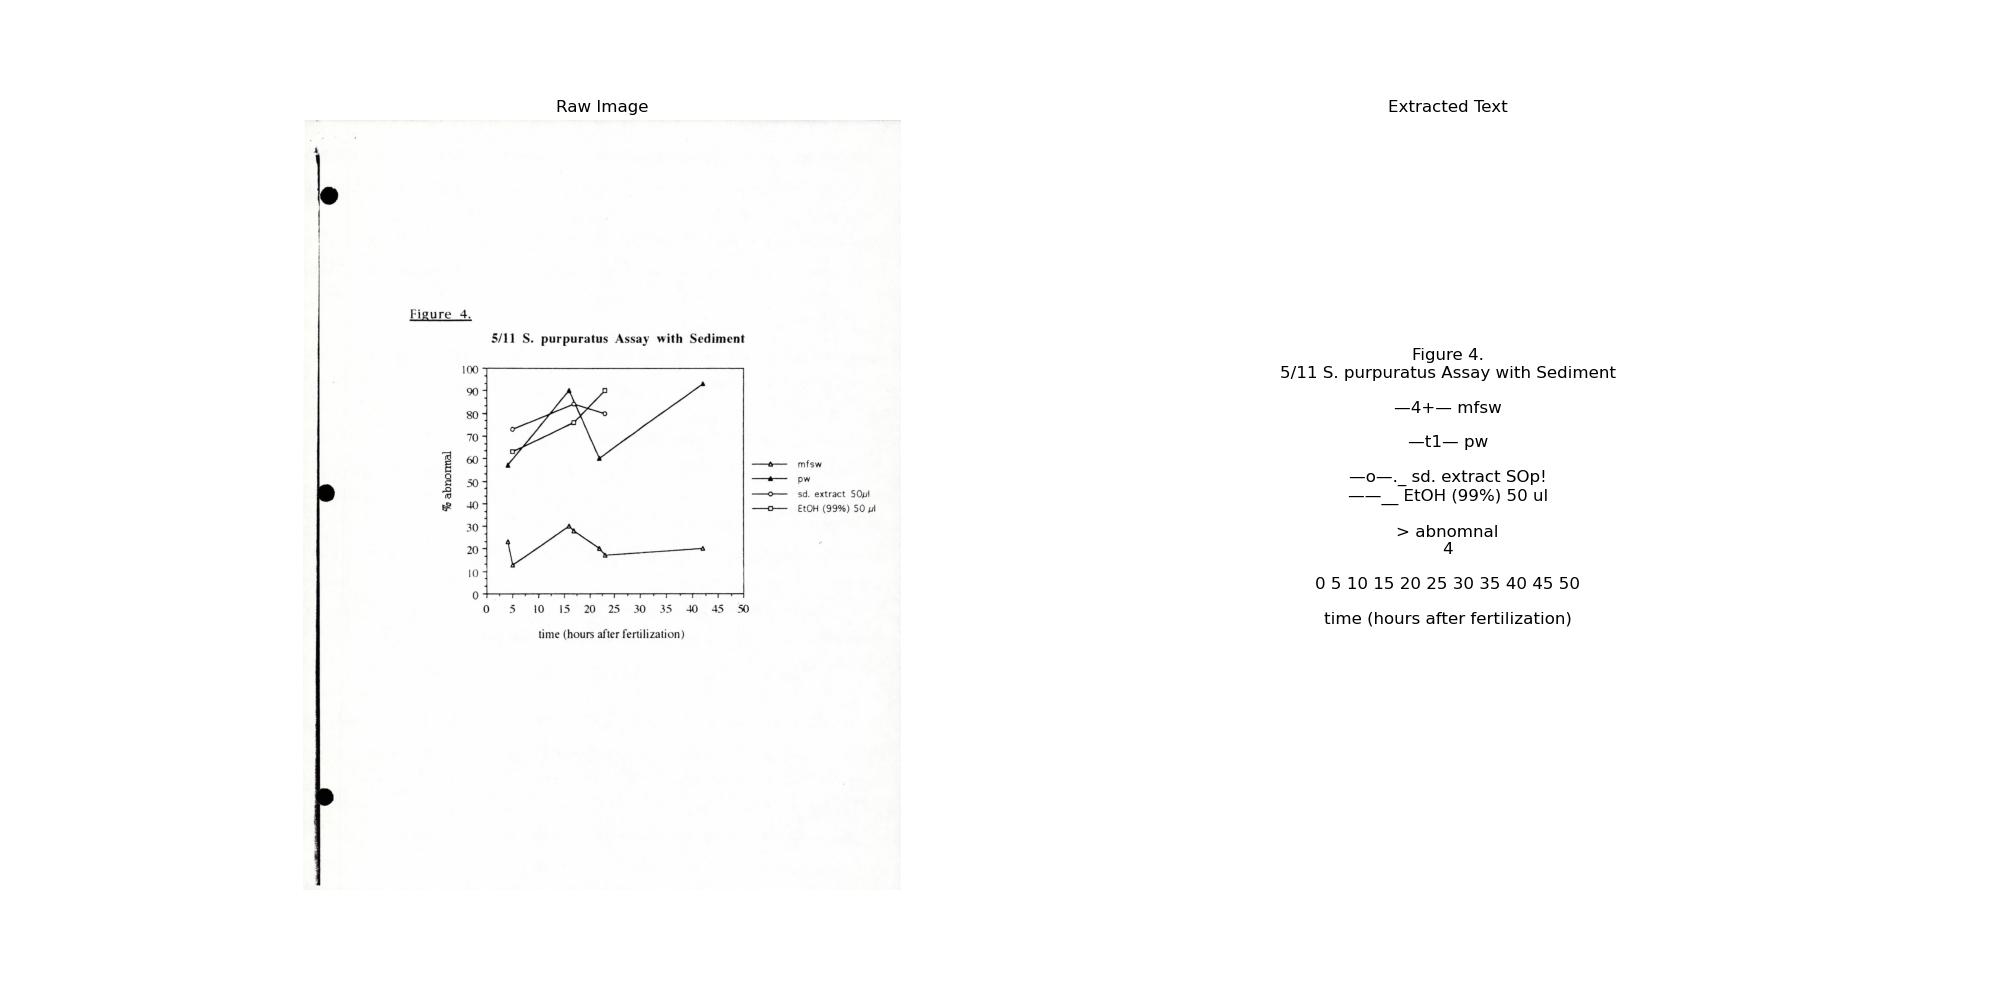 Raw Image
Figure 4.
5/11 S. purpuratus Assay with Sediment
100
90
80
70
60
50
40
30
20
10
0
% abnormal
0 5 10 15 20 25 30 35 40 45 50
time (hours after fertilization)
mfsw
pw
sd. extract 50µl
EtOH (99%) 50 µl
Extracted Text
Figure 4.
5/11 S. purpuratus Assay with Sediment
—4+— mfsw
—t1— pw
—o—._ sd. extract SOp!
——__ EtOH (99%) 50 ul
> abnomnal
4
0 5 10 15 20 25 30 35 40 45 50
time (hours after fertilization)